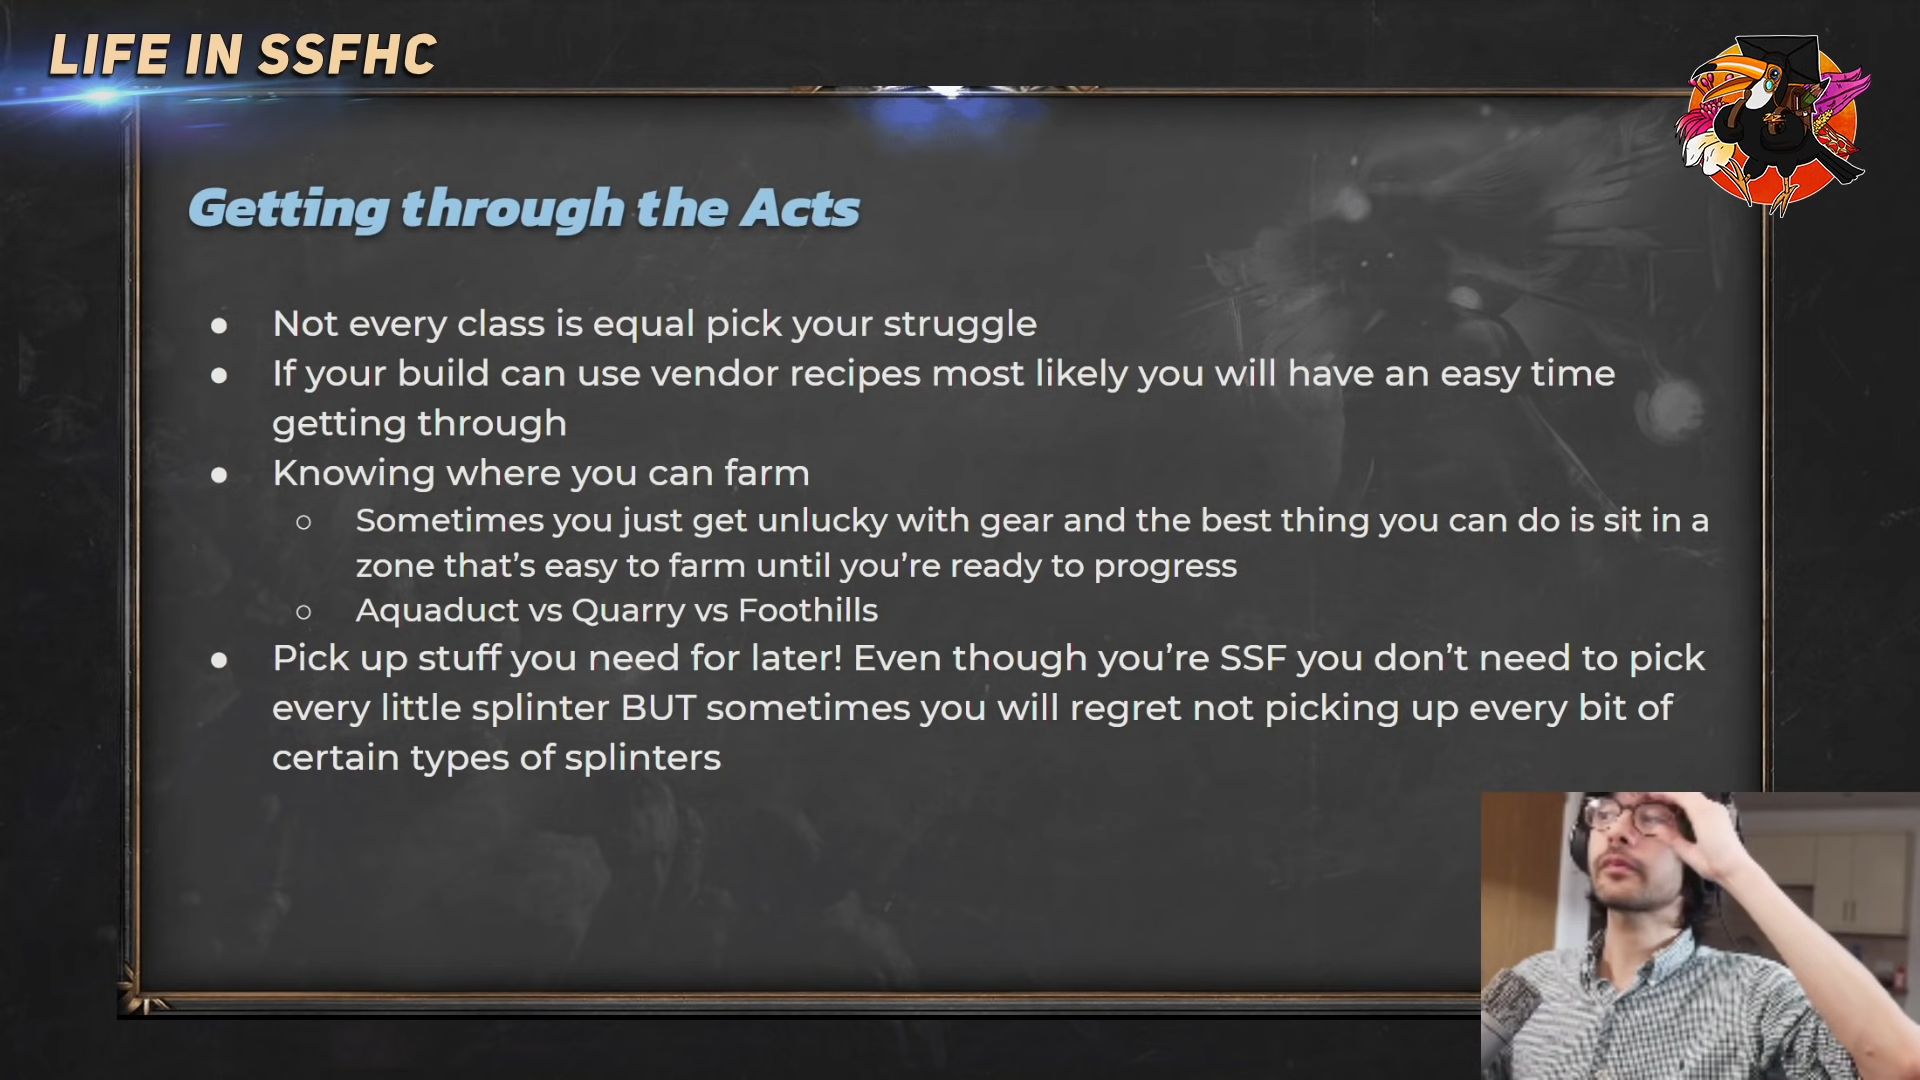 LIFE IN SSFHC
Getting through the Acts
● Not every class is equal pick your struggle
● If your build can use vendor recipes most likely you will have an easy time
getting through
● Knowing where you can farm
○ Sometimes you just get unlucky with gear and the best thing you can do is sit in a
zone that's easy to farm until you're ready to progress
○ Aquaduct vs Quarry vs Foothills
● Pick up stuff you need for later! Even though you're SSF you don't need to pick
every little splinter BUT sometimes you will regret not picking up every bit of
certain types of splinters